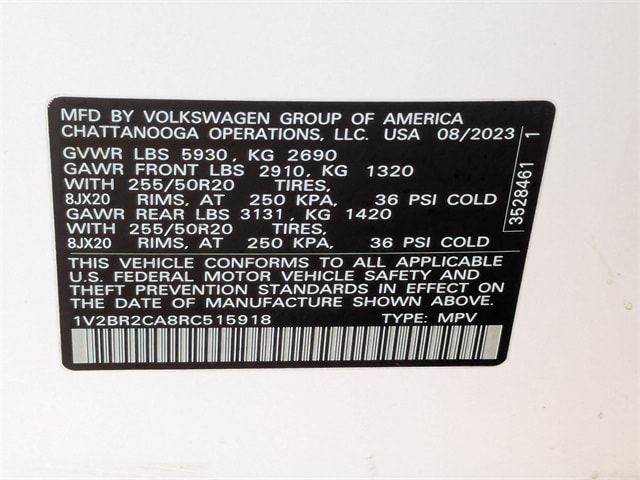 MFD BY VOLKSWAGEN GROUP OF AMERICA
CHATTANOOGA OPERATIONS, LLC. USA 08/2023
GVWR LBS 5930, KG 2690
GAWR FRONT LBS 2910, KG 1320
WITH 255/50R20 TIRES,
8JX20 RIMS, AT 250 KPA, 36 PSI COLD
GAWR REAR LBS 3131, KG 1420
WITH 255/50R20 TIRES,
8JX20 RIMS, AT 250 KPA, 36 PSI COLD
THIS VEHICLE CONFORMS TO ALL APPLICABLE
U.S. FEDERAL MOTOR VEHICLE SAFETY AND
THEFT PREVENTION STANDARDS IN EFFECT ON
THE DATE OF MANUFACTURE SHOWN ABOVE.
1V2BR2CA8RC515918 TYPE: MPV
3528461 1